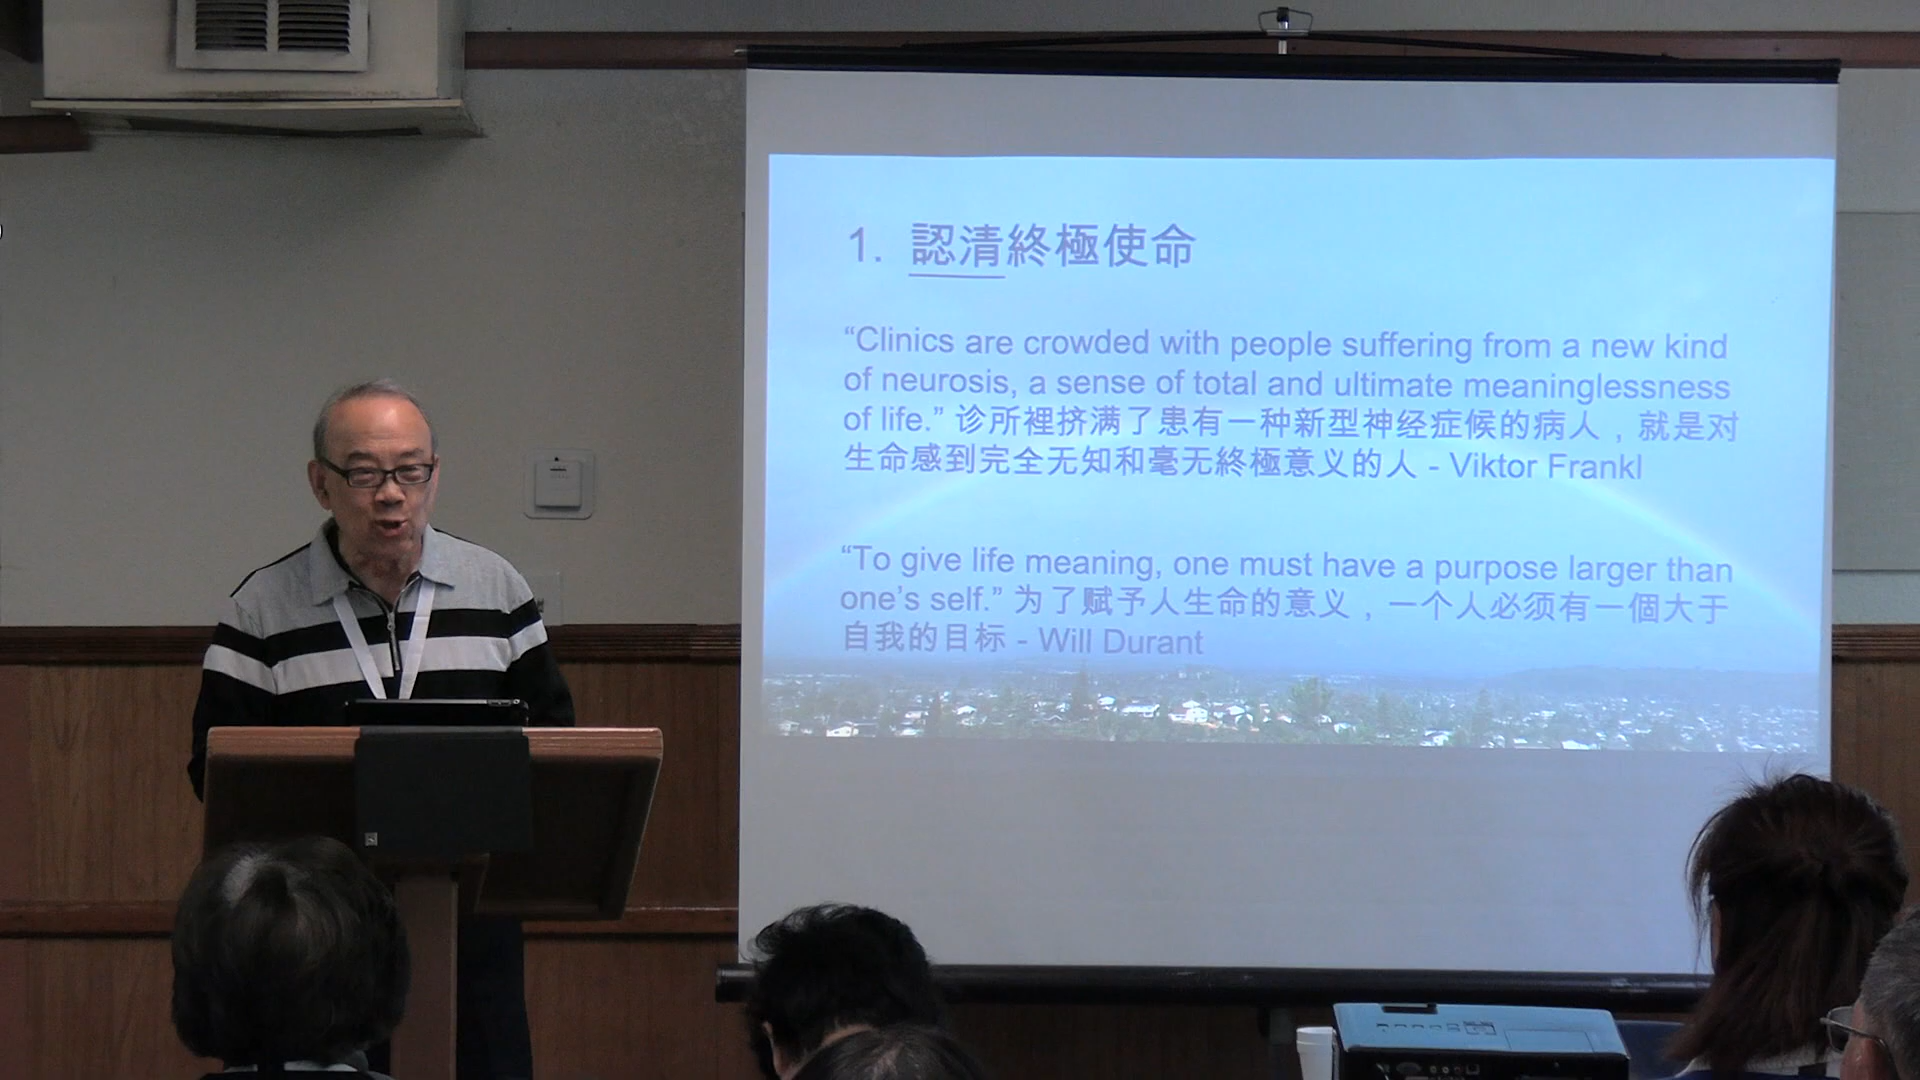 1. 認清終極使命
“Clinics are crowded with people suffering from a new kind
of neurosis, a sense of total and ultimate meaninglessness
of life.” 诊所裡挤满了患有一种新型神经症候的病人，就是对
生命感到完全无知和毫无終極意义的人 - Viktor Frankl
“To give life meaning, one must have a purpose larger than
one’s self.” 为了赋予人生命的意义，一个人必须有一個大于
自我的目标 - Will Durant